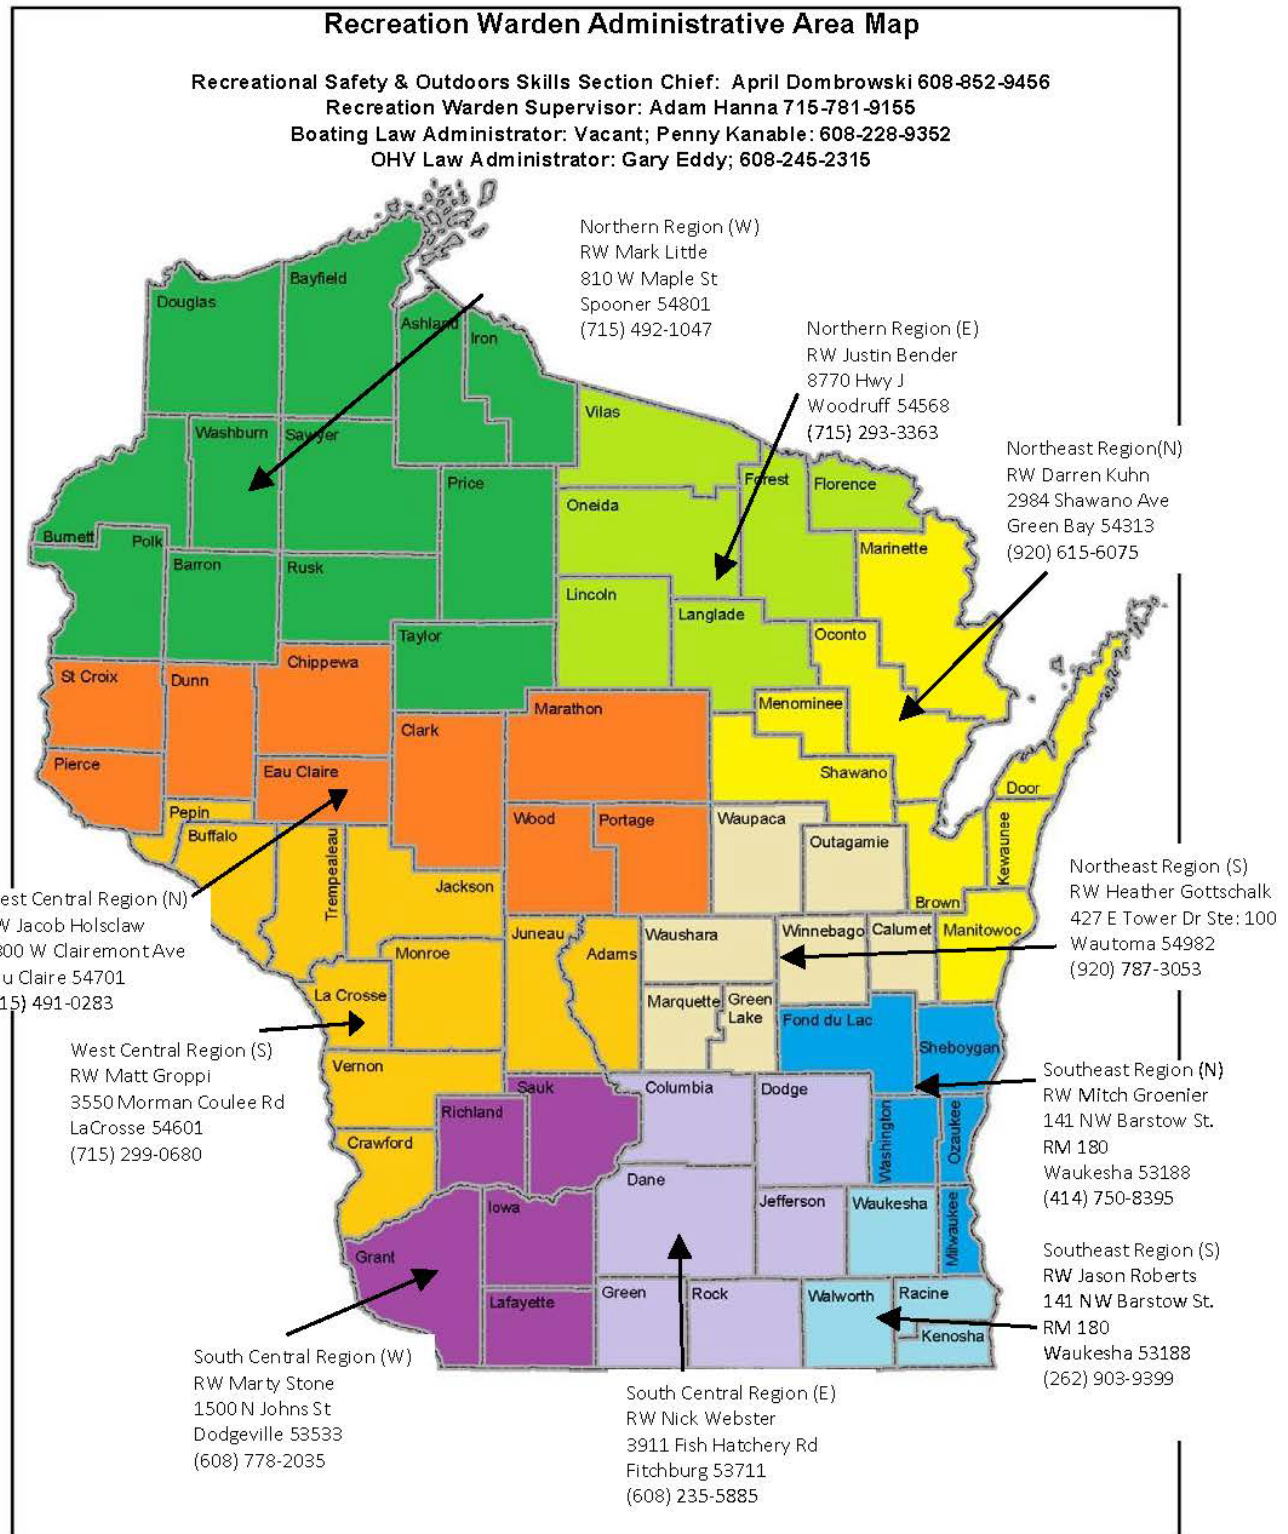 Recreation Warden Administrative Area Map
Recreational Safety & Outdoors Skills Section Chief: April Dombrowski 608-852-9456
Recreation Warden Supervisor: Adam Hanna 715-781-9155
Boating Law Administrator: Vacant; Penny Kanable: 608-228-9352
OHV Law Administrator: Gary Eddy; 608-245-2315
Northern Region (W)
RW Mark Little
810 W Maple St
Spooner 54801
(715) 492-1047
Northern Region (E)
RW Justin Bender
8770 Hwy J
Woodruff 54568
(715) 293-3363
Northeast Region(N)
RW Darren Kuhn
2984 Shawano Ave
Green Bay 54313
(920) 615-6075
Douglas
Bayfield
Ashland
Iron
Vilas
Washburn
Sawyer
Price
Oneida
Forest
Florence
Burnett
Polk
Barron
Rusk
Marinette
Lincoln
Langlade
Taylor
Oconto
St Croix
Dunn
Chippewa
Clark
Marathon
Menominee
Pierce
Eau Claire
Shawano
Door
Pepin
Buffalo
Trempealeau
Wood
Portage
Waupaca
Outagamie
Kewaunee
Jackson
Brown
est Central Region (N)
W Jacob Holsclaw
300 W Clairemont Ave
u Claire 54701
15) 491-0283
Northeast Region (S)
RW Heather Gottschalk
427 E Tower Dr Ste: 100
Wautoma 54982
(920) 787-3053
Monroe
Juneau
Adams
Waushara
Winnebago
Calumet
Manitowoc
La Crosse
Marquette
Green
Lake
Fond du Lac
Sheboygan
West Central Region (S)
RW Matt Groppi
3550 Morman Coulee Rd
LaCrosse 54601
(715) 299-0680
Vernon
Sauk
Columbia
Dodge
Richland
Crawford
Washington
Ozaukee
Southeast Region (N)
RW Mitch Groenier
141 NW Barstow St.
RM 180
Waukesha 53188
(414) 750-8395
Dane
Iowa
Jefferson
Waukesha
Milwaukee
Grant
Lafayette
Green
Rock
Walworth
Racine
Kenosha
Southeast Region (S)
RW Jason Roberts
141 NW Barstow St.
RM 180
Waukesha 53188
(262) 903-9399
South Central Region (W)
RW Marty Stone
1500 N Johns St
Dodgeville 53533
(608) 778-2035
South Central Region (E)
RW Nick Webster
3911 Fish Hatchery Rd
Fitchburg 53711
(608) 235-5885